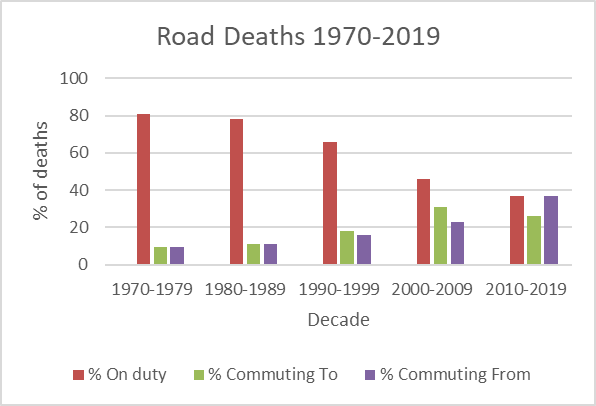 Road Deaths 1970-2019
100
80
60
40
20
0
% of deaths
1970-1979 1980-1989 1990-1999 2000-2009 2010-2019
Decade
% On duty % Commuting To % Commuting From